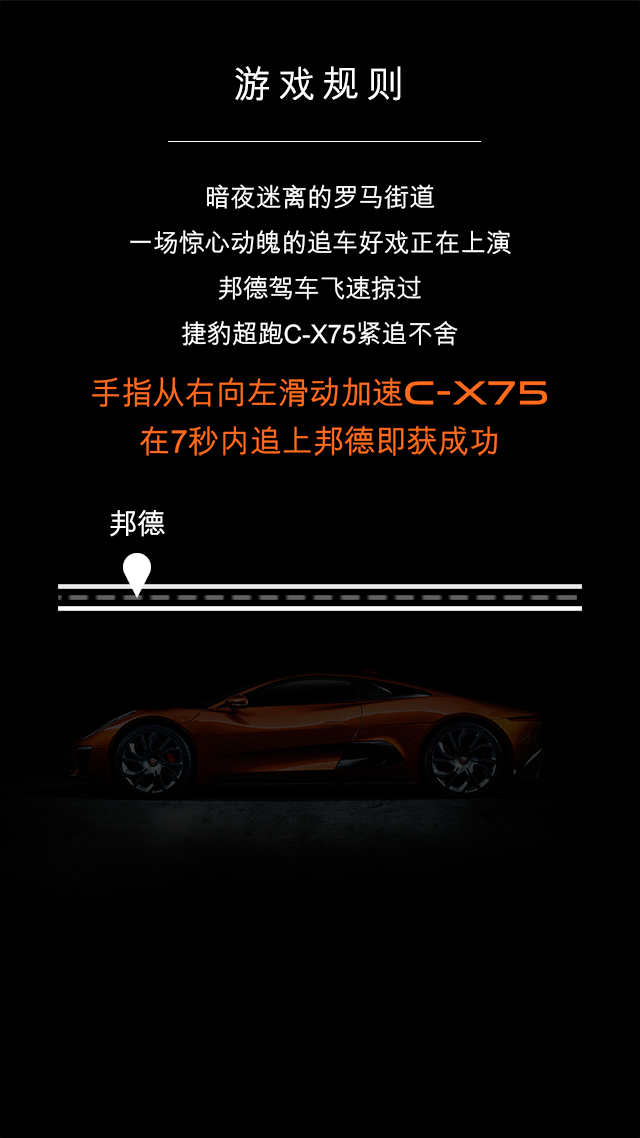 游戏规则
暗夜迷离的罗马街道
一场惊心动魄的追车好戏正在上演
邦德驾车飞速掠过
捷豹超跑C-X75紧追不舍
手指从右向左滑动加速C-X75
在7秒内追上邦德即获成功
邦德